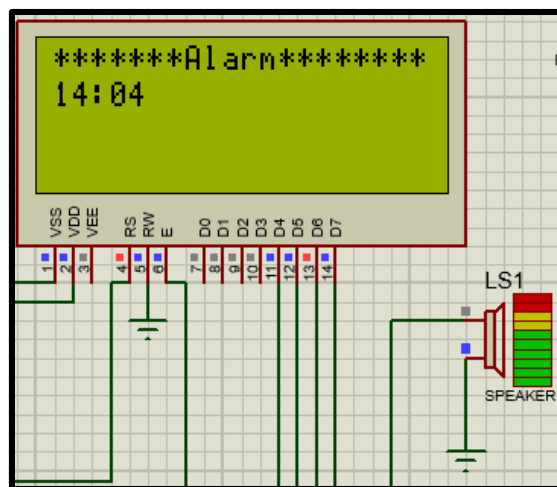 *******Alarm********
14:04
VSS
VDD
VEE
RS
RW
E
D0
D1
D2
D3
D4
D5
D6
D7
1
2
3
4
5
6
7
8
9
10
11
12
13
14
LS1
SPEAKER